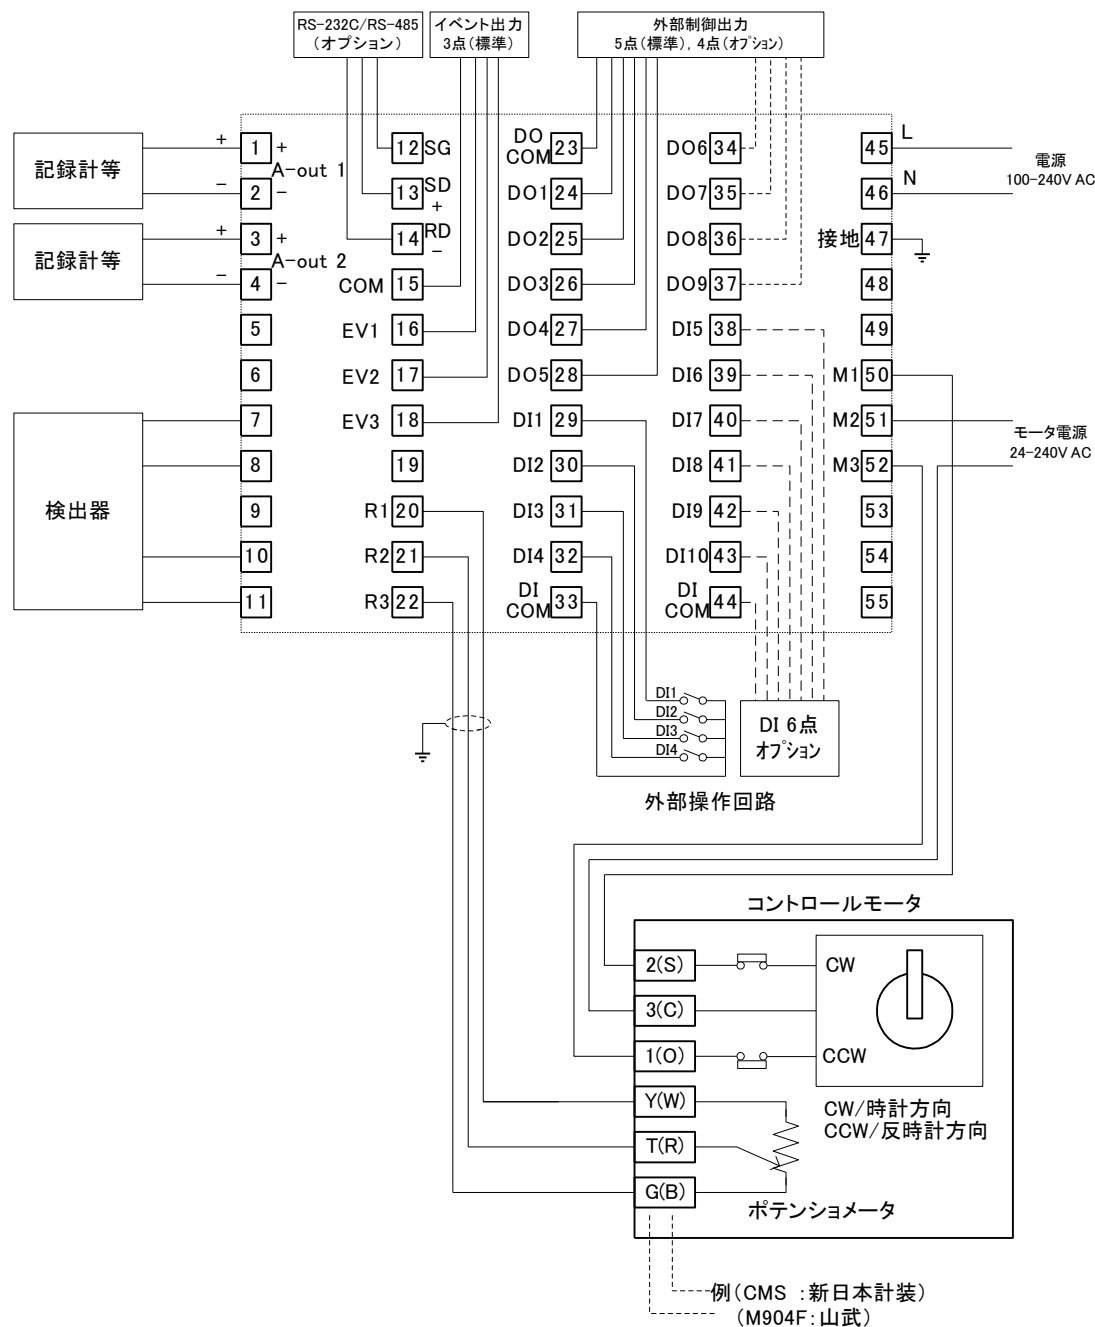 RS-232C/RS-485
(オプション)
イベント出力
3点(標準)
外部制御出力
5点(標準), 4点(オプション)
記録計等
+
−
1
+
A-out 1
2
−
記録計等
+
−
3
+
A-out 2
4
−
5
6
7
8
9
10
11
検出器
12 SG
13 SD
+
14 RD
−
COM 15
EV1 16
EV2 17
EV3 18
19
R1 20
R2 21
R3 22
DO
COM 23
DO1 24
DO2 25
DO3 26
DO4 27
DO5 28
DI1 29
DI2 30
DI3 31
DI4 32
DI
COM 33
DO6 34
DO7 35
DO8 36
DO9 37
DI5 38
DI6 39
DI7 40
DI8 41
DI9 42
DI10 43
DI
COM 44
45 L
46 N
電源
100-240V AC
接地 47
48
49
M1 50
M2 51
M3 52
モータ電源
24-240V AC
53
54
55
DI1
DI2
DI3
DI4
外部操作回路
DI 6点
オプション
コントロールモータ
2(S)
CW
3(C)
1(O)
CCW
Y(W)
CW/時計方向
CCW/反時計方向
T(R)
G(B)
ポテンショメータ
例(CMS :新日本計装)
(M904F:山武)